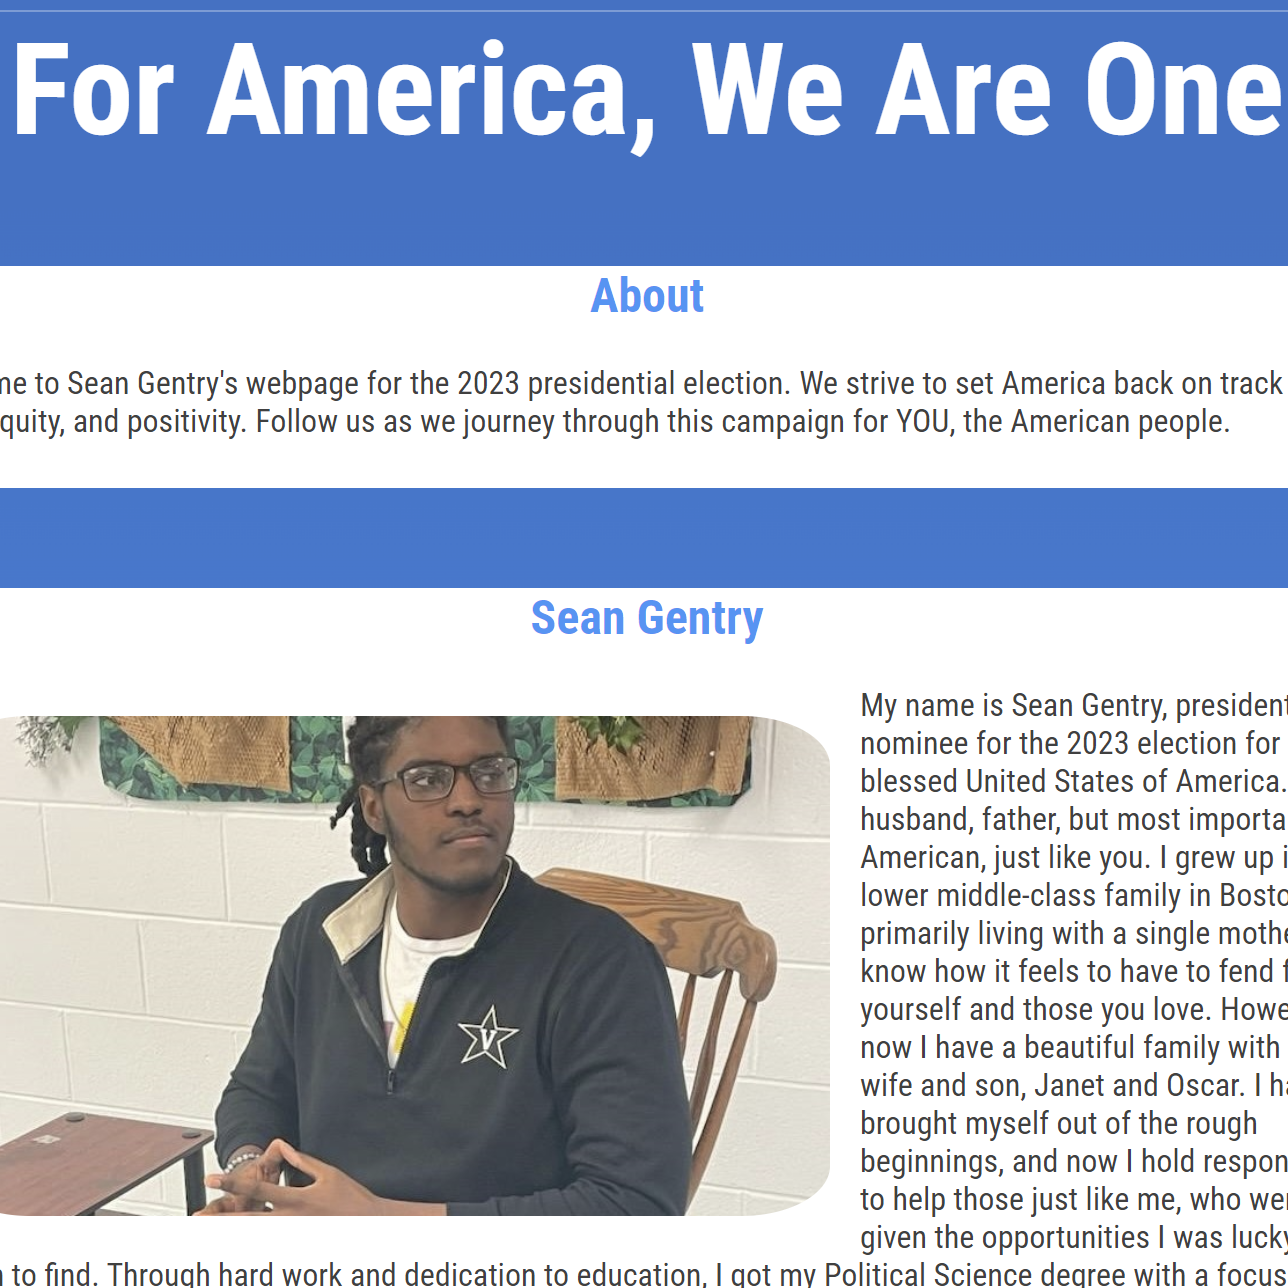 For America, We Are One
About
me to Sean Gentry's webpage for the 2023 presidential election. We strive to set America back on track
quity, and positivity. Follow us as we journey through this campaign for YOU, the American people.
Sean Gentry
My name is Sean Gentry, president
nominee for the 2023 election for
blessed United States of America.
husband, father, but most importa
American, just like you. I grew up i
lower middle-class family in Bosto
primarily living with a single mothe
know how it feels to have to fend f
yourself and those you love. Howe
now I have a beautiful family with
wife and son, Janet and Oscar. I ha
brought myself out of the rough
beginnings, and now I hold respon
to help those just like me, who wer
given the opportunities I was lucky
V
n to find. Through hard work and dedication to education, I got my Political Science degree with a focus